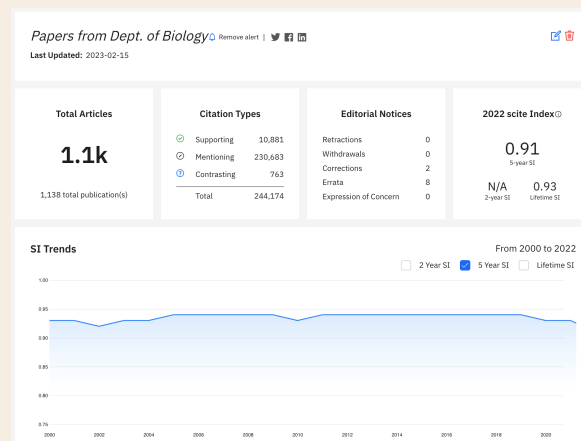 Papers from Dept. of Biology Remove alert |
Last Updated: 2023-02-15
Total Articles
1.1k
1,138 total publication(s)
Citation Types
Supporting 10,881
Mentioning 230,683
Contrasting 763
Total 244,174
Editorial Notices
Retractions 0
Withdrawals 0
Corrections 2
Errata 8
Expression of Concern 0
2022 scite Index
0.91
5-year SI
N/A 0.93
2-year SI Lifetime SI
SI Trends
From 2000 to 2022
2 Year SI 5 Year SI Lifetime SI
1.00
0.95
0.90
0.85
0.80
0.75
2000 2002 2004 2006 2008 2010 2012 2014 2016 2018 2020